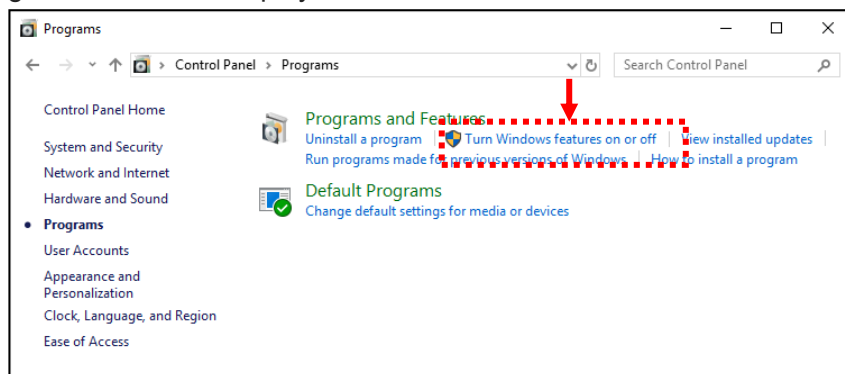 Programs
Control Panel > Programs
Search Control Panel
Control Panel Home
System and Security
Network and Internet
Hardware and Sound
Programs
User Accounts
Appearance and
Personalization
Clock, Language, and Region
Ease of Access
Programs and Features
Uninstall a program | Turn Windows features on or off | View installed updates |
Run programs made for previous versions of Windows | How to install a program
Default Programs
Change default settings for media or devices